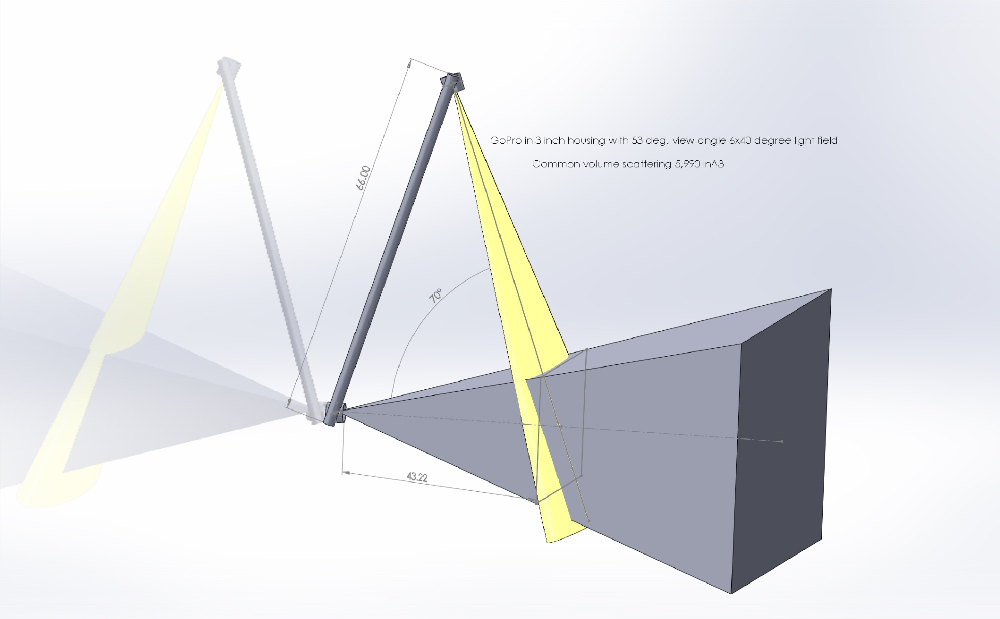 66.00
GoPro in 3 inch housing with 53 deg. view angle 6x40 degree light field
Common volume scattering 5,990 in^3
70°
43.22